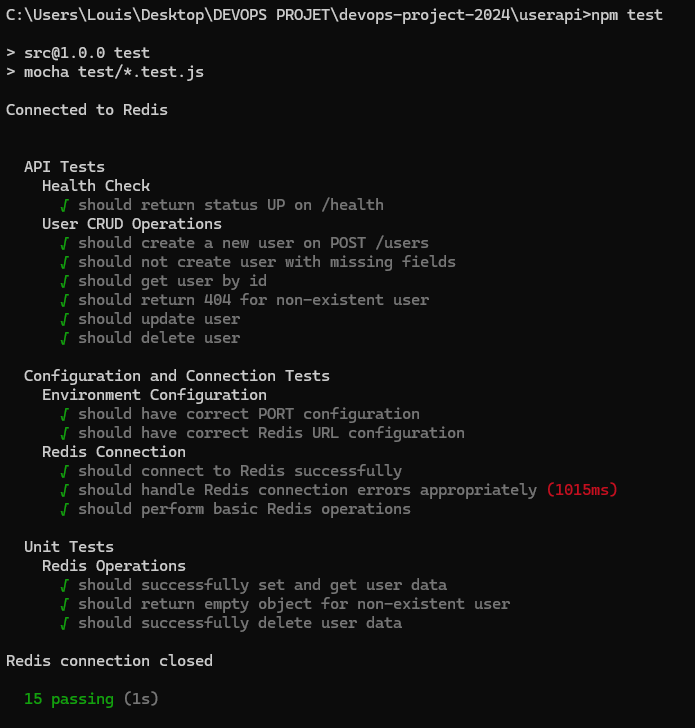 C:\Users\Louis\Desktop\DEVOPS PROJET\devops-project-2024\userapi>npm test
> src@1.0.0 test
> mocha test/*.test.js
Connected to Redis
API Tests
Health Check
√ should return status UP on /health
User CRUD Operations
√ should create a new user on POST /users
√ should not create user with missing fields
√ should get user by id
√ should return 404 for non-existent user
√ should update user
√ should delete user
Configuration and Connection Tests
Environment Configuration
√ should have correct PORT configuration
√ should have correct Redis URL configuration
Redis Connection
√ should connect to Redis successfully
√ should handle Redis connection errors appropriately (1015ms)
√ should perform basic Redis operations
Unit Tests
Redis Operations
√ should successfully set and get user data
√ should return empty object for non-existent user
√ should successfully delete user data
Redis connection closed
15 passing (1s)